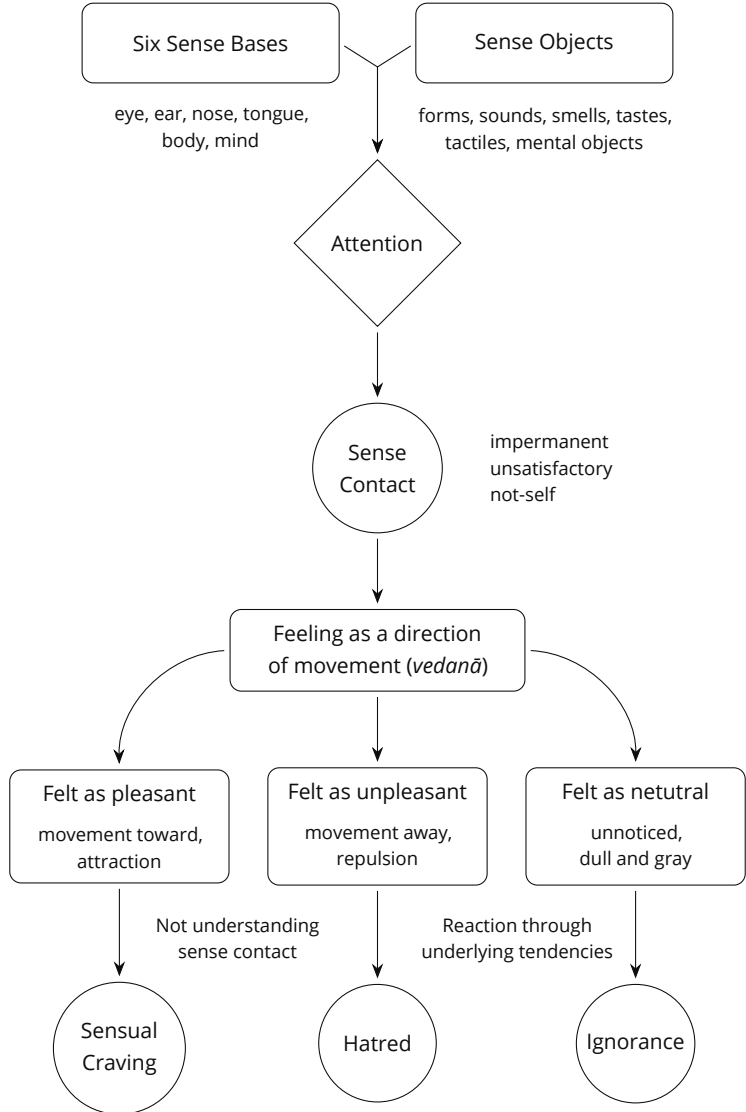 Six Sense Bases
Sense Objects
eye, ear, nose, tongue,
body, mind
forms, sounds, smells, tastes,
tactiles, mental objects
Attention
Sense
Contact
impermanent
unsatisfactory
not-self
Feeling as a direction
of movement (vedanā)
Felt as pleasant
movement toward,
attraction
Felt as unpleasant
movement away,
repulsion
Felt as netutral
unnoticed,
dull and gray
Not understanding
sense contact
Reaction through
underlying tendencies
Sensual
Craving
Hatred
Ignorance